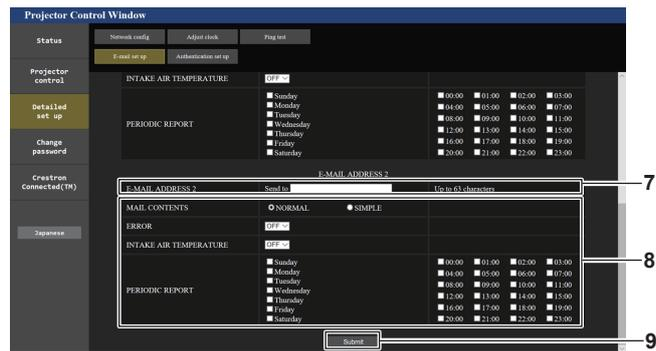 Projector Control Window
Status
Network config Adjust clock Ping test
E-mail set up Authentication set up
Projector
control
INTAKE AIR TEMPERATURE OFF
Detailed
set up
PERIODIC REPORT
Sunday 00:00 01:00 02:00 03:00
Monday 04:00 05:00 06:00 07:00
Tuesday 08:00 09:00 10:00 11:00
Wednesday 12:00 13:00 14:00 15:00
Thursday 16:00 17:00 18:00 19:00
Friday 20:00 21:00 22:00 23:00
Saturday
Change
password
Crestron
Connected(TM)
E-MAIL ADDRESS 2
E-MAIL ADDRESS 2 Send to Up to 63 characters 7
MAIL CONTENTS NORMAL SIMPLE
Japanese
ERROR OFF
INTAKE AIR TEMPERATURE OFF
8
PERIODIC REPORT
Sunday 00:00 01:00 02:00 03:00
Monday 04:00 05:00 06:00 07:00
Tuesday 08:00 09:00 10:00 11:00
Wednesday 12:00 13:00 14:00 15:00
Thursday 16:00 17:00 18:00 19:00
Friday 20:00 21:00 22:00 23:00
Saturday
Submit 9